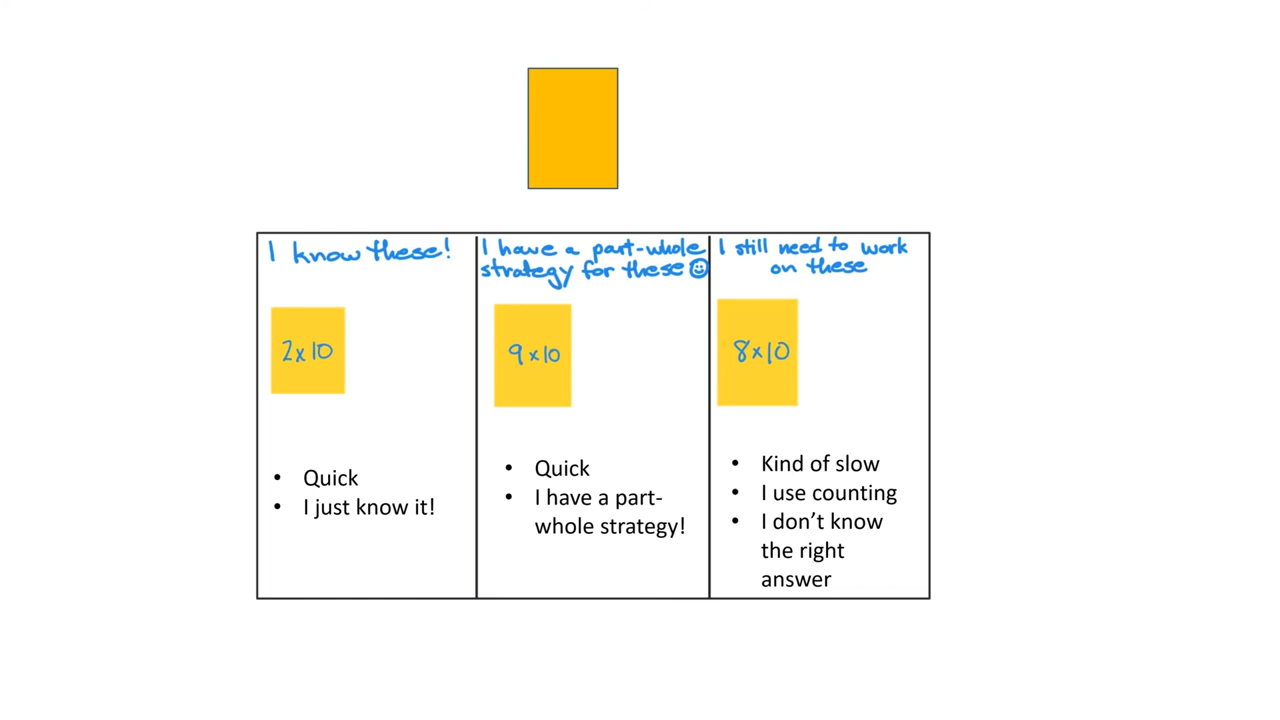 I know these!
I have a part-whole
strategy for these ☺
I still need to work
on these
2x10
9x10
8x10
• Quick
• I just know it!
• Quick
• I have a part-
whole strategy!
• Kind of slow
• I use counting
• I don’t know
the right
answer